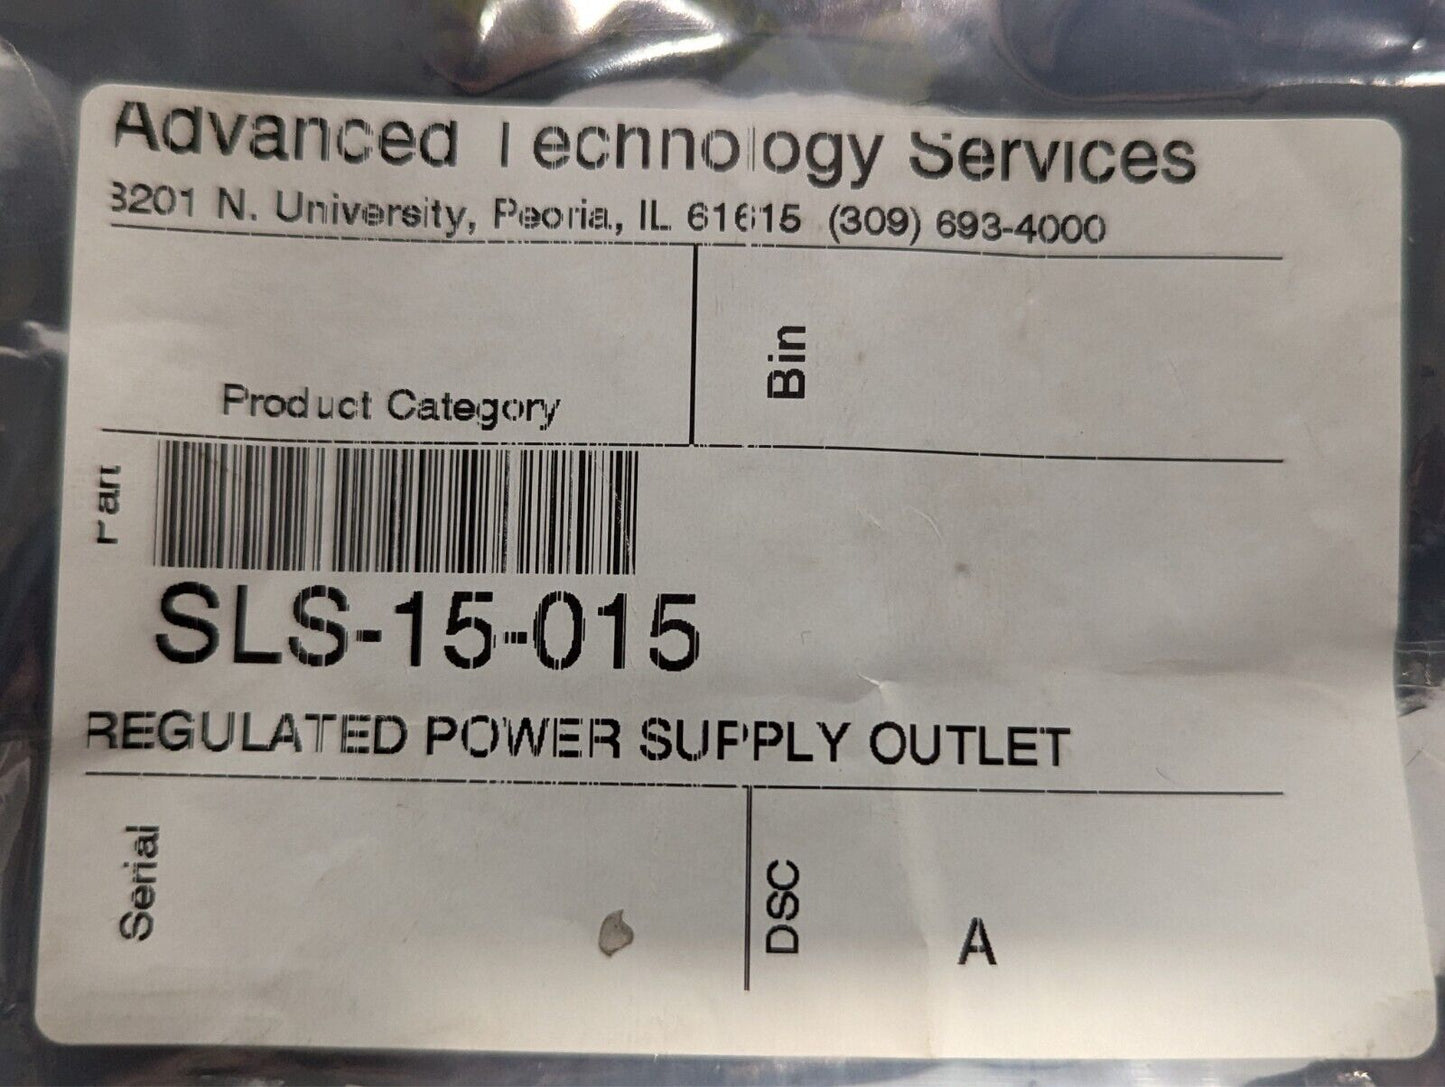 Advanced Technology Services
8201 N. University, Peoria, IL 61615 (309) 693-4000
Product Category
Bin
Part
SLS-15-015
REGULATED POWER SUPPLY OUTLET
Serial
DSC
A